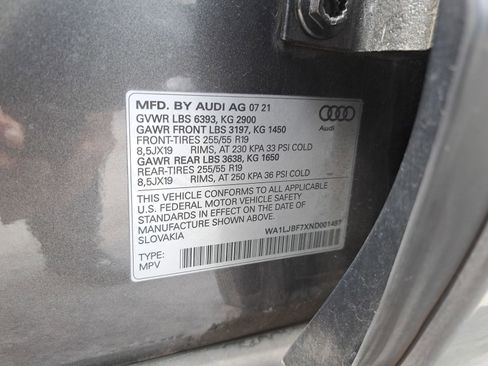 MFD. BY AUDI AG 07 21
GVWR LBS 6393, KG 2900
GAWR FRONT LBS 3197, KG 1450
FRONT-TIRES 255/55 R19
8,5JX19 RIMS, AT 230 KPA 33 PSI COLD
GAWR REAR LBS 3638, KG 1650
REAR-TIRES 255/55 R19
8,5JX19 RIMS, AT 250 KPA 36 PSI COLD
Audi
THIS VEHICLE CONFORMS TO ALL APPLICABLE
U.S. FEDERAL MOTOR VEHICLE SAFETY
STANDARDS IN EFFECT ON THE DATE OF
MANUFACTURE SHOWN ABOVE.
SLOVAKIA
TYPE:
MPV